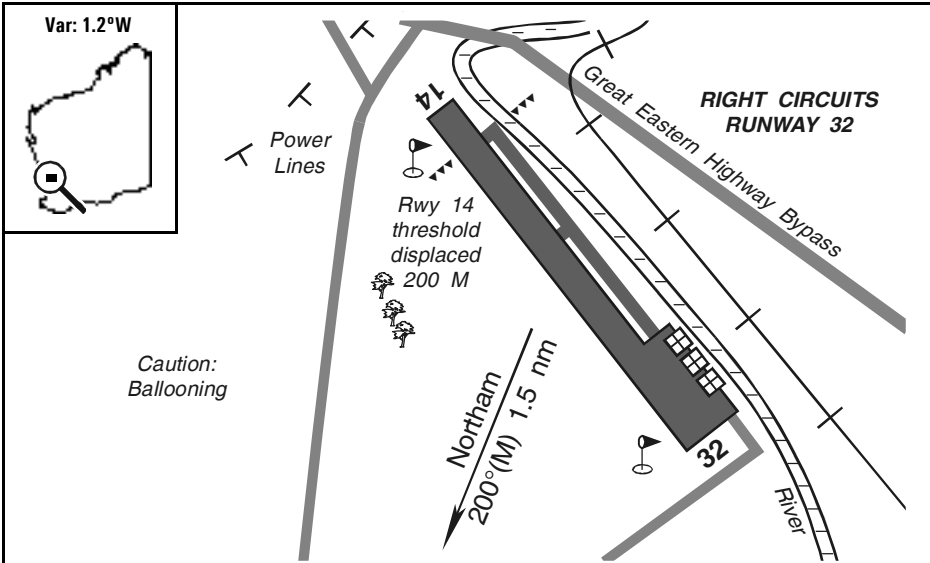 Var: 1.2°W
14
Power
Lines
Great Eastern Highway Bypass
RIGHT CIRCUITS
RUNWAY 32
Rwy 14
threshold
displaced
200 M
Caution:
Ballooning
Northam
200°(M) 1.5 nm
32
River